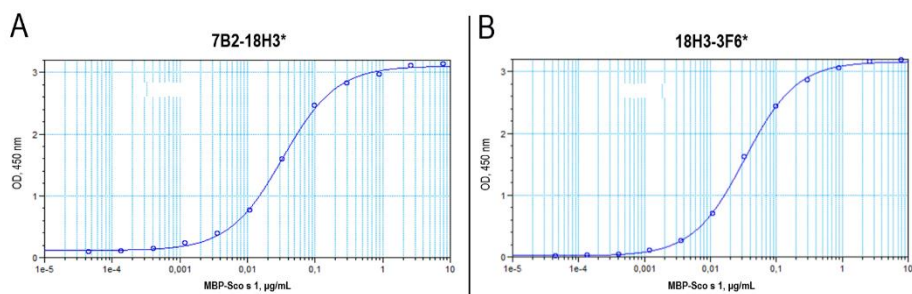 A
7B2-18H3*
OD, 450 nm
3
2
1
0
1e-5
1e-4
0,001
0,01
0,1
1
10
MBP-Sco s 1, µg/mL
B
18H3-3F6*
OD, 450 nm
3
2
1
0
1e-5
1e-4
0,001
0,01
0,1
1
10
MBP-Sco s 1, µg/mL